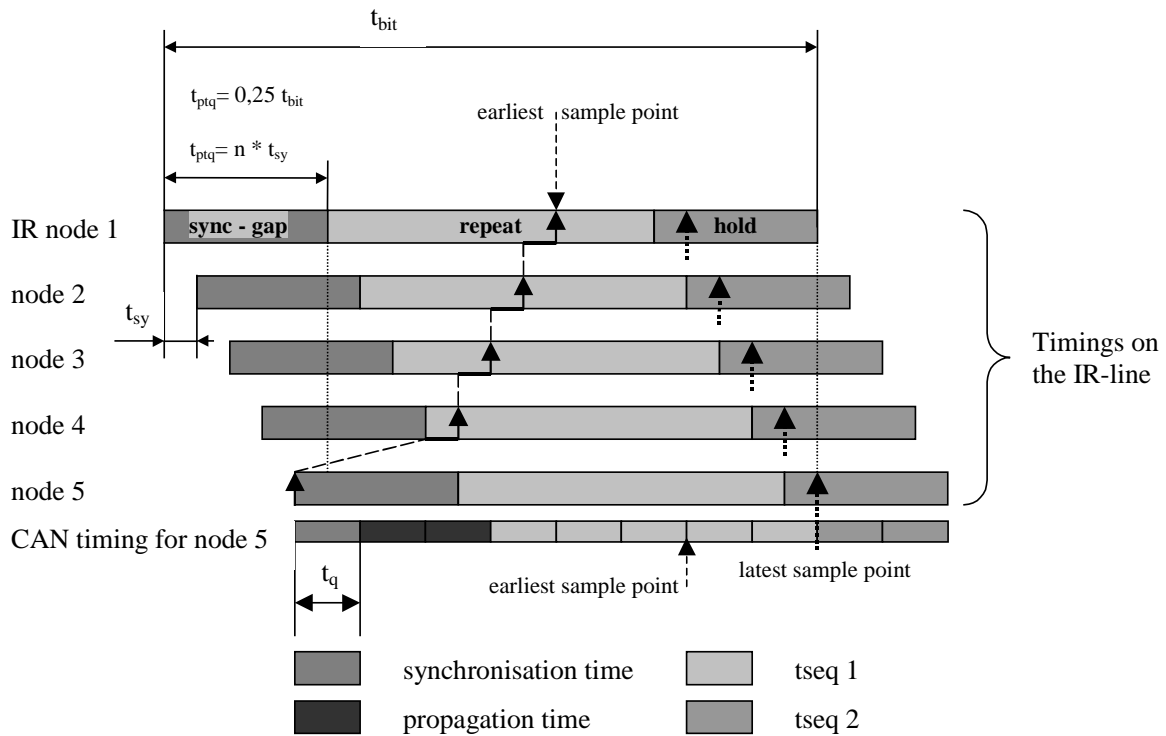 t_bit
t_ptq= 0,25 t_bit
t_ptq= n * t_sy
earliest sample point
IR node 1
sync - gap
repeat
hold
node 2
t_sy
node 3
Timings on
the IR-line
node 4
node 5
CAN timing for node 5
t_q
earliest sample point
latest sample point
synchronisation time
tseq 1
propagation time
tseq 2